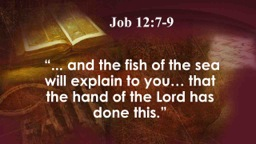 Job 12:7-9
“... and the fish of the sea
will explain to you... that
the hand of the Lord has
done this.”